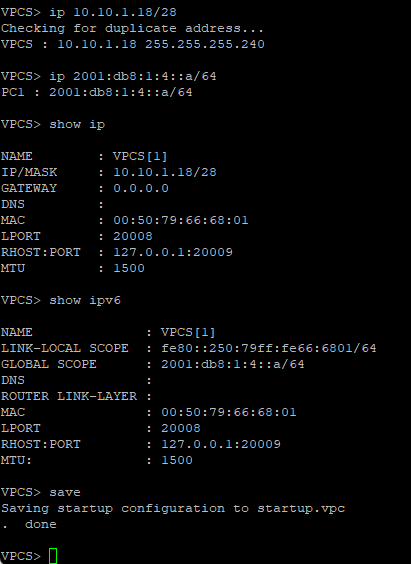 VPCS> ip 10.10.1.18/28
Checking for duplicate address...
VPCS : 10.10.1.18 255.255.255.240
VPCS> ip 2001:db8:1:4::a/64
PC1 : 2001:db8:1:4::a/64
VPCS> show ip
NAME        : VPCS[1]
IP/MASK     : 10.10.1.18/28
GATEWAY     : 0.0.0.0
DNS         :
MAC         : 00:50:79:66:68:01
LPORT       : 20008
RHOST:PORT  : 127.0.0.1:20009
MTU         : 1500
VPCS> show ipv6
NAME              : VPCS[1]
LINK-LOCAL SCOPE  : fe80::250:79ff:fe66:6801/64
GLOBAL SCOPE      : 2001:db8:1:4::a/64
DNS               :
ROUTER LINK-LAYER :
MAC               : 00:50:79:66:68:01
LPORT             : 20008
RHOST:PORT        : 127.0.0.1:20009
MTU:              : 1500
VPCS> save
Saving startup configuration to startup.vpc
.  done
VPCS>